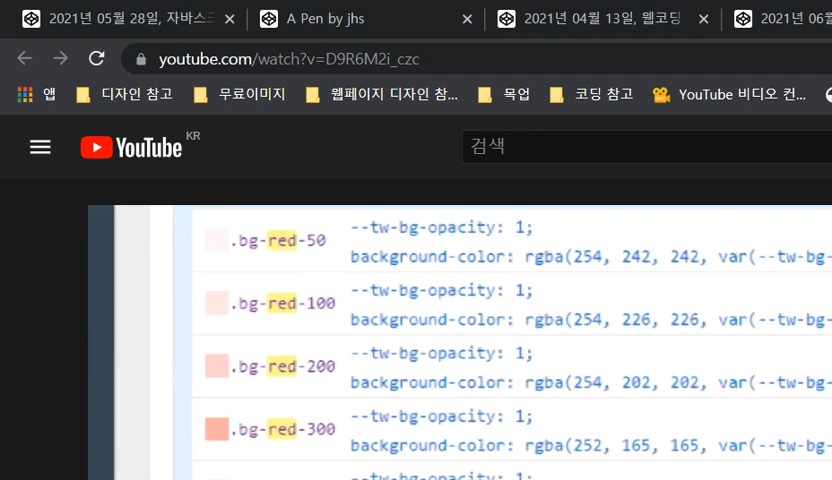 2021년 05월 28일, 자바스크
A Pen by jhs
2021년 04월 13일, 웹코딩
2021년 06월
youtube.com/watch?v=D9R6M2i_czc
앱
디자인 참고
무료이미지
웹페이지 디자인 참...
목업
코딩 참고
YouTube 비디오 컨...
YouTube KR
검색
.bg-red-50
--tw-bg-opacity: 1;
background-color: rgba(254, 242, 242, var(--tw-bg-
.bg-red-100
--tw-bg-opacity: 1;
background-color: rgba(254, 226, 226, var(--tw-bg-
.bg-red-200
--tw-bg-opacity: 1;
background-color: rgba(254, 202, 202, var(--tw-bg-
.bg-red-300
--tw-bg-opacity: 1;
background-color: rgba(252, 165, 165, var(--tw-bg-